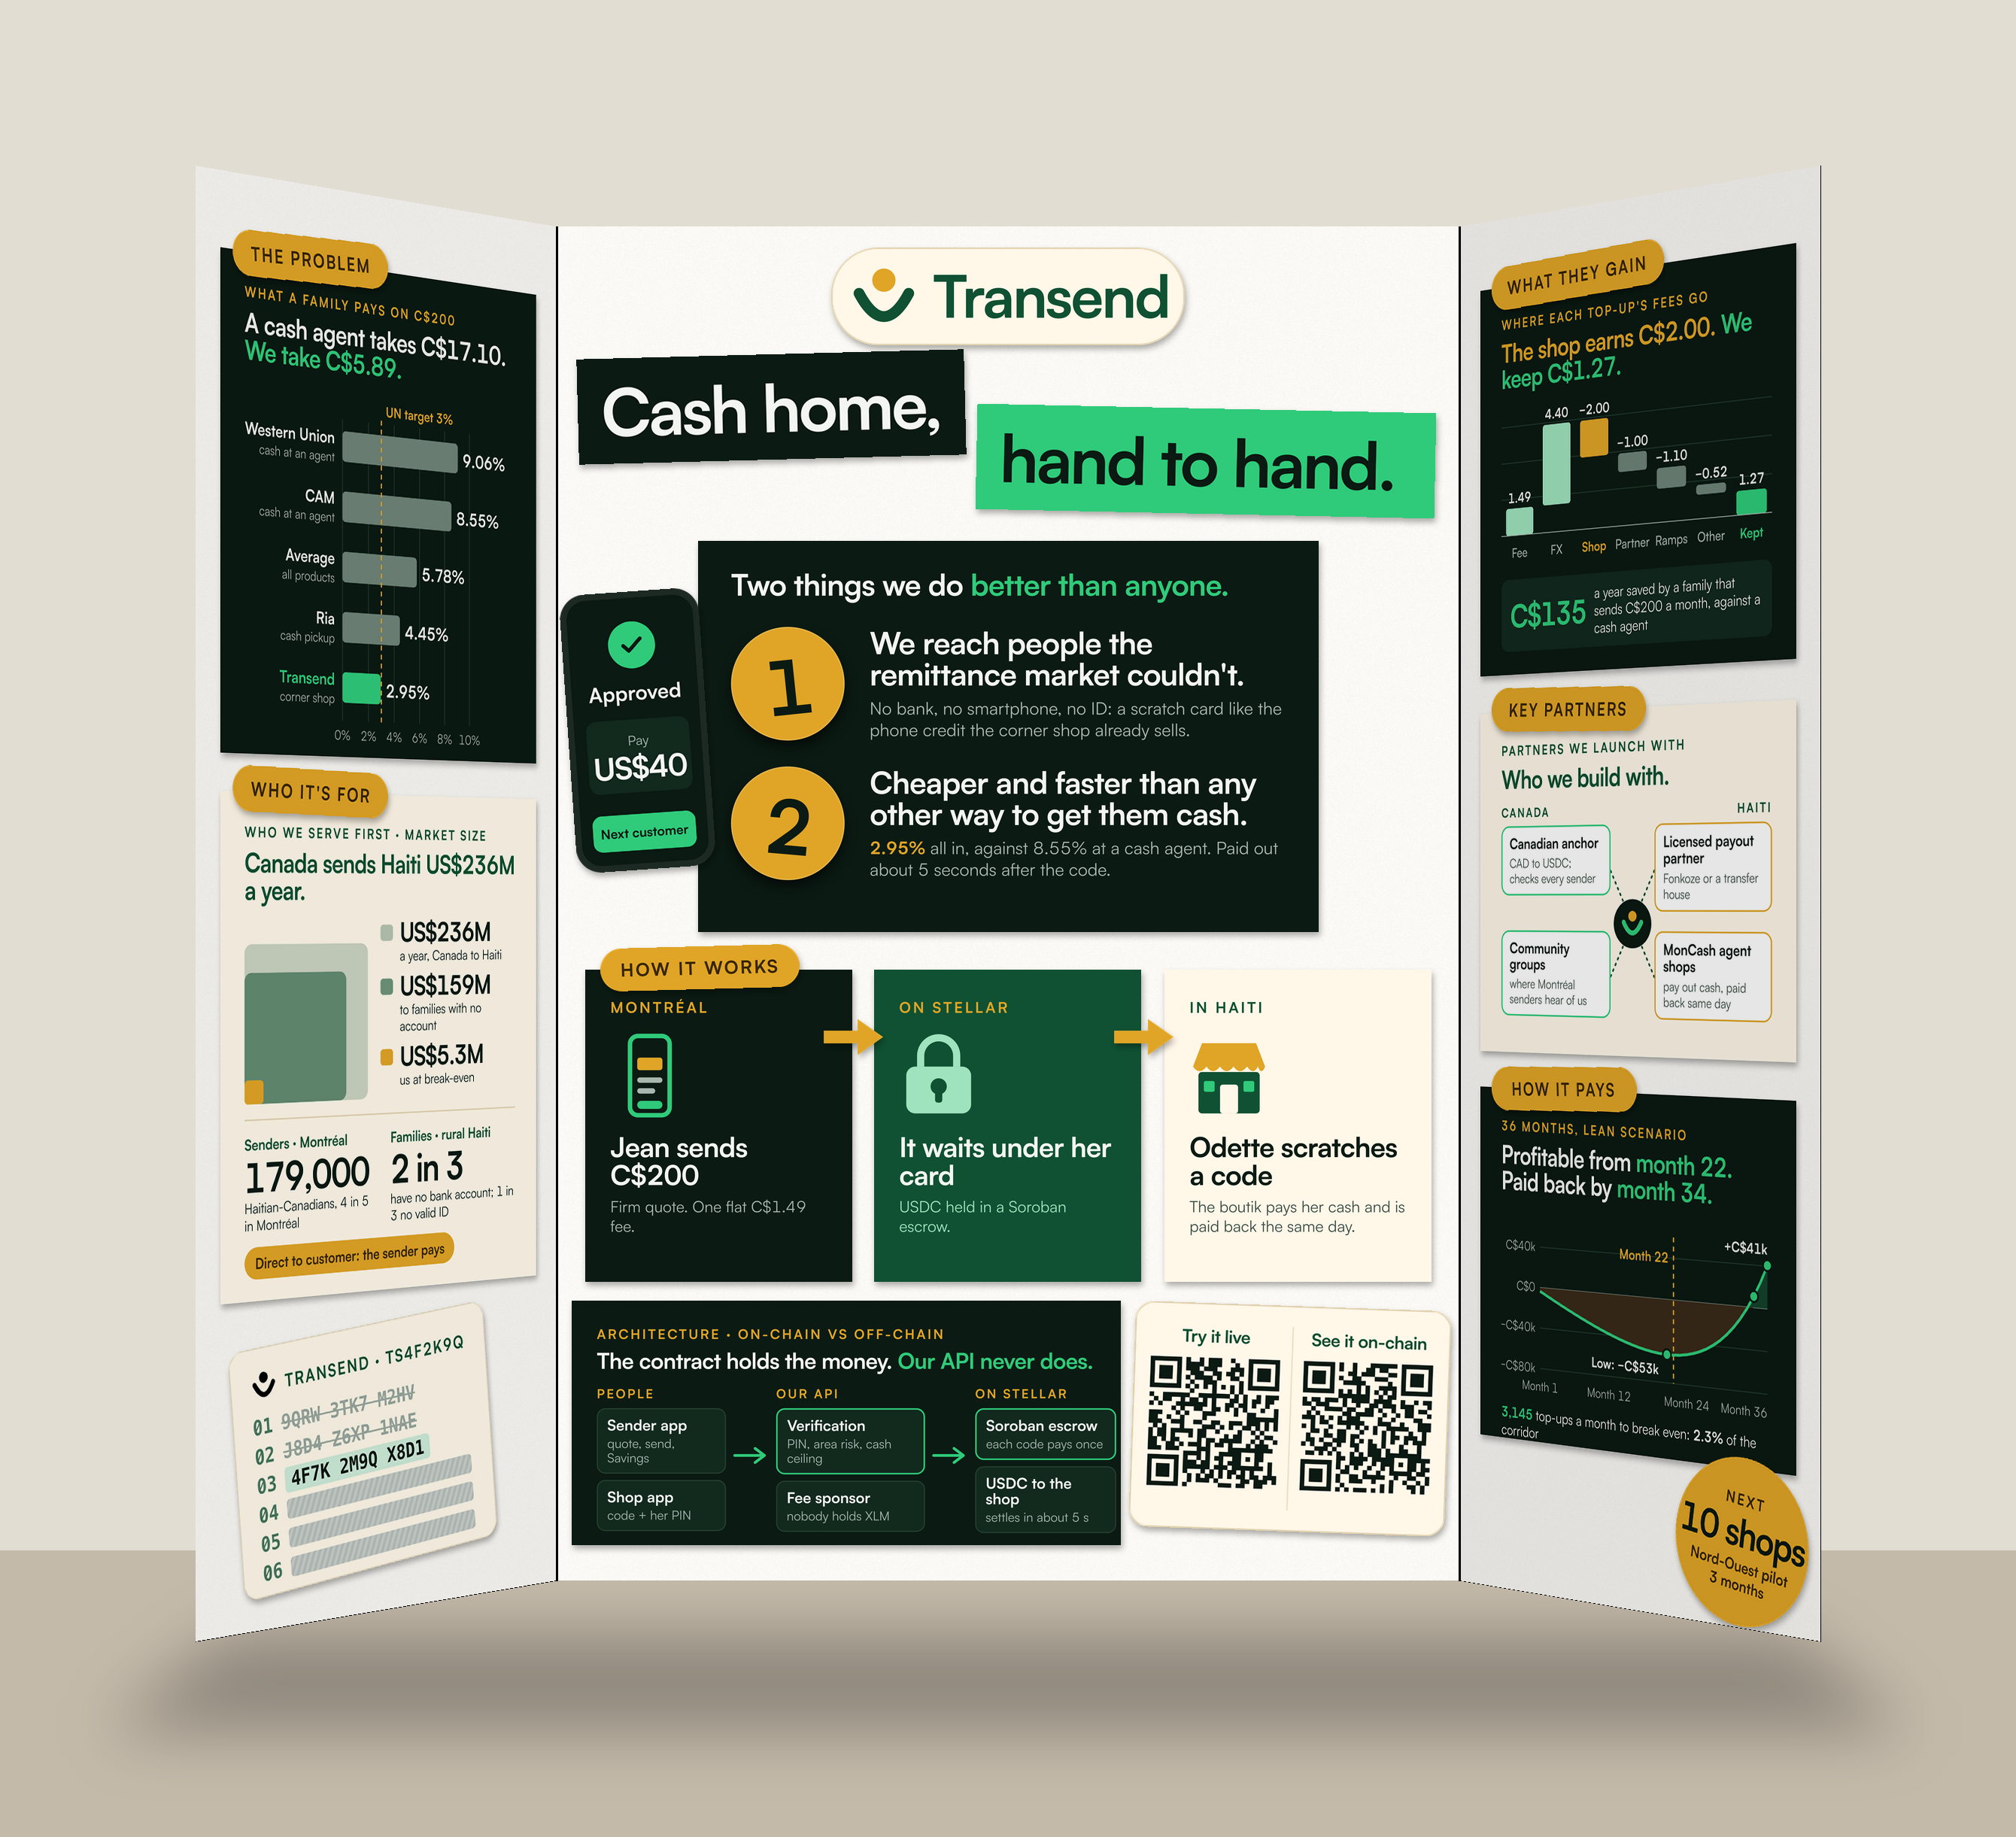 THE PROBLEM
WHAT A FAMILY PAYS ON C$200
A cash agent takes C$17.10.
We take C$5.89.
UN target 3%
Western Union
cash at an agent
9.06%
CAM
cash at an agent
8.55%
Average
all products
5.78%
Ria
cash pickup
4.45%
Transend
corner shop
2.95%
0% 2% 4% 6% 8% 10%
WHO IT'S FOR
WHO WE SERVE FIRST · MARKET SIZE
Canada sends Haiti US$236M
a year.
US$236M
a year, Canada to Haiti
US$159M
to families with no
account
US$5.3M
us at break-even
Senders · Montréal
179,000
Haitian-Canadians, 4 in 5
in Montréal
Families · rural Haiti
2 in 3
have no bank account; 1 in
3 no valid ID
Direct to customer: the sender pays
TRANSEND · TS4F2K9Q
01 9QRW 3TK7 M2HV
02 J8D4 Z6XP 1NAE
03 4F7K 2M9Q X8D1
04
05
06
Transend
Cash home,
hand to hand.
Approved
Pay
US$40
Next customer
Two things we do better than anyone.
1
We reach people the
remittance market couldn't.
No bank, no smartphone, no ID: a scratch card like the
phone credit the corner shop already sells.
2
Cheaper and faster than any
other way to get them cash.
2.95% all in, against 8.55% at a cash agent. Paid out
about 5 seconds after the code.
HOW IT WORKS
MONTRÉAL
Jean sends
C$200
Firm quote. One flat C$1.49
fee.
ON STELLAR
It waits under her
card
USDC held in a Soroban
escrow.
IN HAITI
Odette scratches
a code
The boutik pays her cash and is
paid back the same day.
ARCHITECTURE · ON-CHAIN VS OFF-CHAIN
The contract holds the money. Our API never does.
PEOPLE
Sender app
quote, send,
Savings
Shop app
code + her PIN
OUR API
Verification
PIN, area risk, cash
ceiling
Fee sponsor
nobody holds XLM
ON STELLAR
Soroban escrow
each code pays once
USDC to the
shop
settles in about 5 s
Try it live
See it on-chain
WHAT THEY GAIN
WHERE EACH TOP-UP'S FEES GO
The shop earns C$2.00. We
keep C$1.27.
1.49
4.40
−2.00
−1.00
−1.10
−0.52
1.27
Fee FX Shop Partner Ramps Other Kept
C$135
a year saved by a family that
sends C$200 a month, against a
cash agent
KEY PARTNERS
PARTNERS WE LAUNCH WITH
Who we build with.
CANADA
HAITI
Canadian anchor
CAD to USDC;
checks every sender
Licensed payout
partner
Fonkoze or a transfer
house
Community
groups
where Montréal
senders hear of us
MonCash agent
shops
pay out cash, paid
back same day
HOW IT PAYS
36 MONTHS, LEAN SCENARIO
Profitable from month 22.
Paid back by month 34.
C$40k
C$0
−C$40k
−C$80k
Month 22
+C$41k
Low: −C$53k
Month 1 Month 12 Month 24 Month 36
3,145 top-ups a month to break even: 2.3% of the
corridor
NEXT
10 shops
Nord-Ouest pilot
3 months